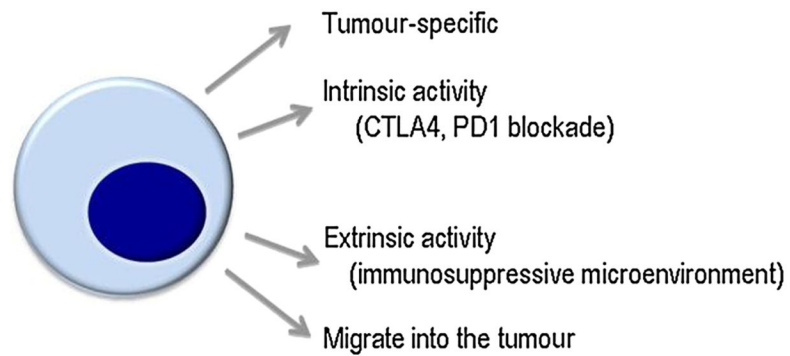 Tumour-specific
Intrinsic activity
(CTLA4, PD1 blockade)
Extrinsic activity
(immunosuppressive microenvironment)
Migrate into the tumour